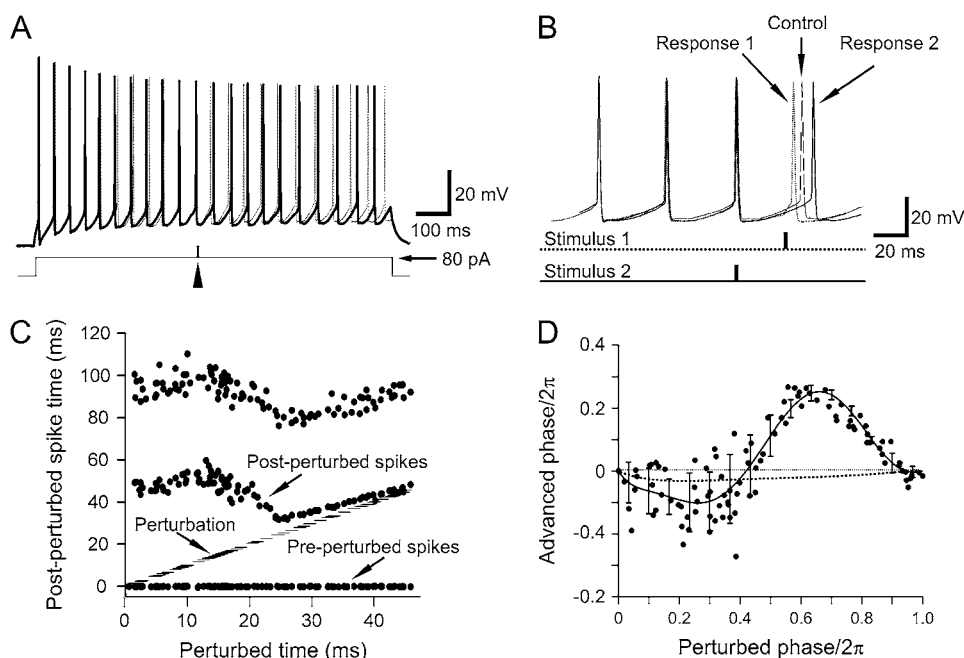 A
20 mV
100 ms
80 pA
B
Control
Response 1
Response 2
20 mV
20 ms
Stimulus 1
Stimulus 2
C
Post-perturbed spike time (ms)
120
100
80
60
40
20
0
Post-perturbed spikes
Perturbation
Pre-perturbed spikes
0
10
20
30
40
Perturbed time (ms)
D
Advanced phase/2π
0.4
0.2
0
-0.4
-0.2
0
0.2
0.4
0.6
0.8
1.0
Perturbed phase/2π